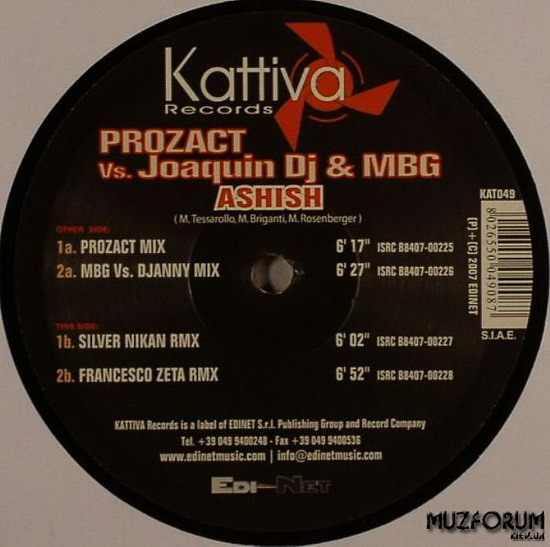 Kattiva
Records
PROZACT
Vs. Joaquin Dj & MBG
ASHISH
( M. Tessarollo, M. Briganti, M. Rosenberger )
KAT049
8026550049087
(P) + (C) 2007 EDINET
S.I.A.E.
OTHER SIDE:
1a. PROZACT MIX 6' 17" ISRC B8407-00225
2a. MBG Vs. DJANNY MIX 6' 27" ISRC B8407-00226
THIS SIDE:
1b. SILVER NIKAN RMX 6' 02" ISRC B8407-00227
2b. FRANCESCO ZETA RMX 6' 52" ISRC B8407-00228
KATTIVA Records is a label of EDINET S.r.l. Publishing Group and Record Company
Tel. +39 049 9400248 - Fax +39 049 9400536
www.edinetmusic.com | info@edinetmusic.com
EDI-NET
MUZFORUM
KIEV.UA